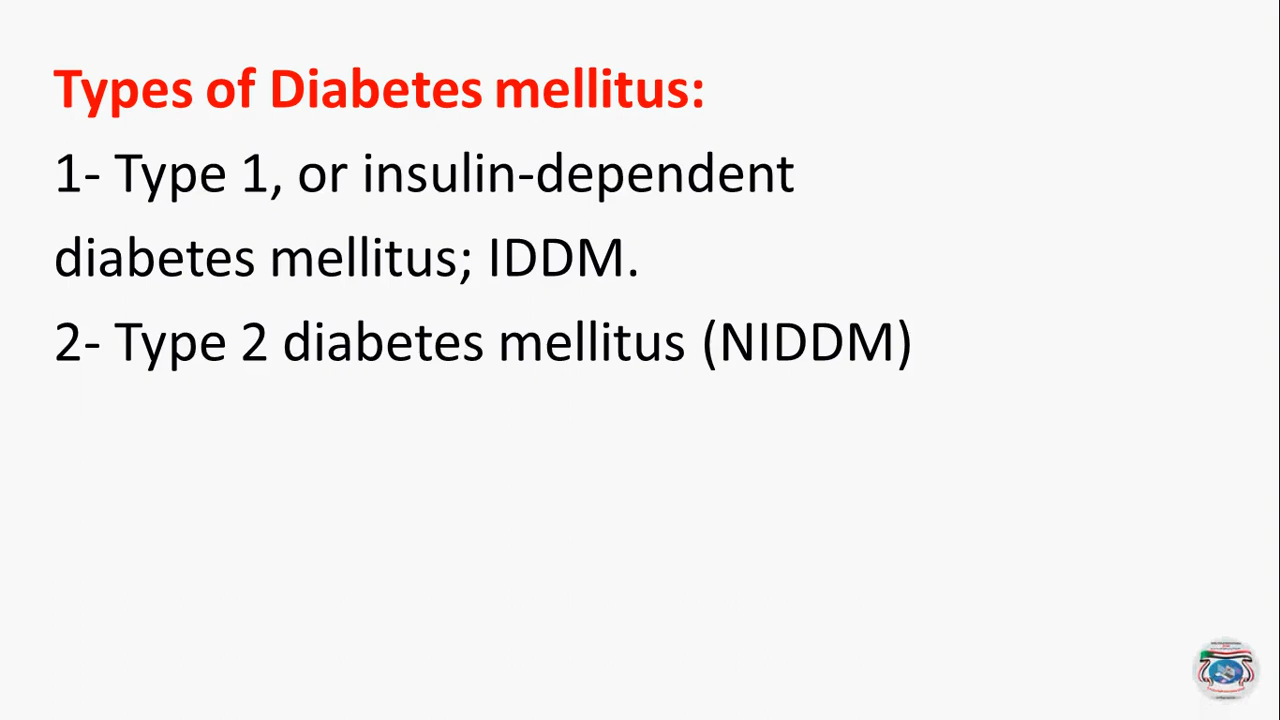 Types of Diabetes mellitus:
1- Type 1, or insulin-dependent
diabetes mellitus; IDDM.
2- Type 2 diabetes mellitus (NIDDM)